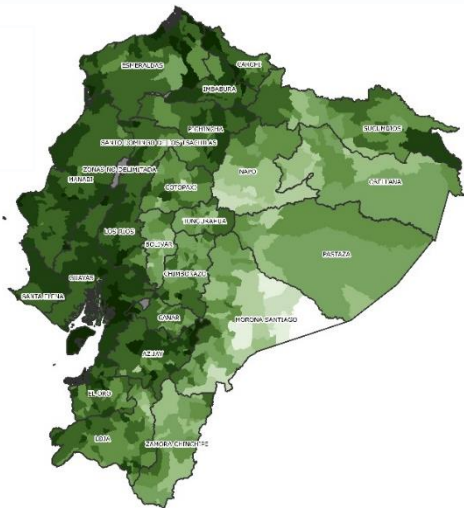 ESMERALDAS
CARCHI
IMBABURA
PICHINCHA
SUCUMBIOS
SANTO DOMINGO DE LOS TSACHILAS
ZONAS NO DELIMITADA
NAPO
MANABI
COTOPAXI
ORELLANA
TUNGURAHUA
LOS RIOS
BOLIVAR
PASTAZA
CHIMBORAZO
GUAYAS
SANTA ELENA
CAÑAR
MORONA SANTIAGO
AZUAY
EL ORO
LOJA
ZAMORA CHINCHIPE